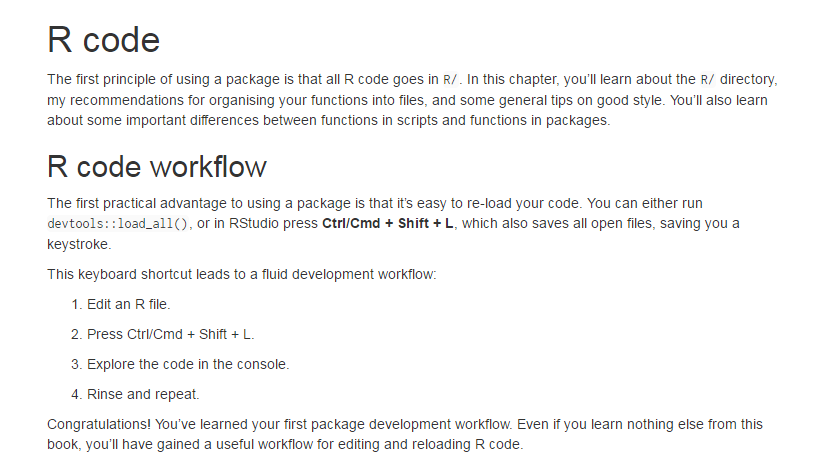 R code
The first principle of using a package is that all R code goes in R/. In this chapter, you'll learn about the R/ directory,
my recommendations for organising your functions into files, and some general tips on good style. You'll also learn
about some important differences between functions in scripts and functions in packages.
R code workflow
The first practical advantage to using a package is that it's easy to re-load your code. You can either run
devtools::load_all(), or in RStudio press Ctrl/Cmd + Shift + L, which also saves all open files, saving you a
keystroke.
This keyboard shortcut leads to a fluid development workflow:
1. Edit an R file.
2. Press Ctrl/Cmd + Shift + L.
3. Explore the code in the console.
4. Rinse and repeat.
Congratulations! You've learned your first package development workflow. Even if you learn nothing else from this
book, you'll have gained a useful workflow for editing and reloading R code.